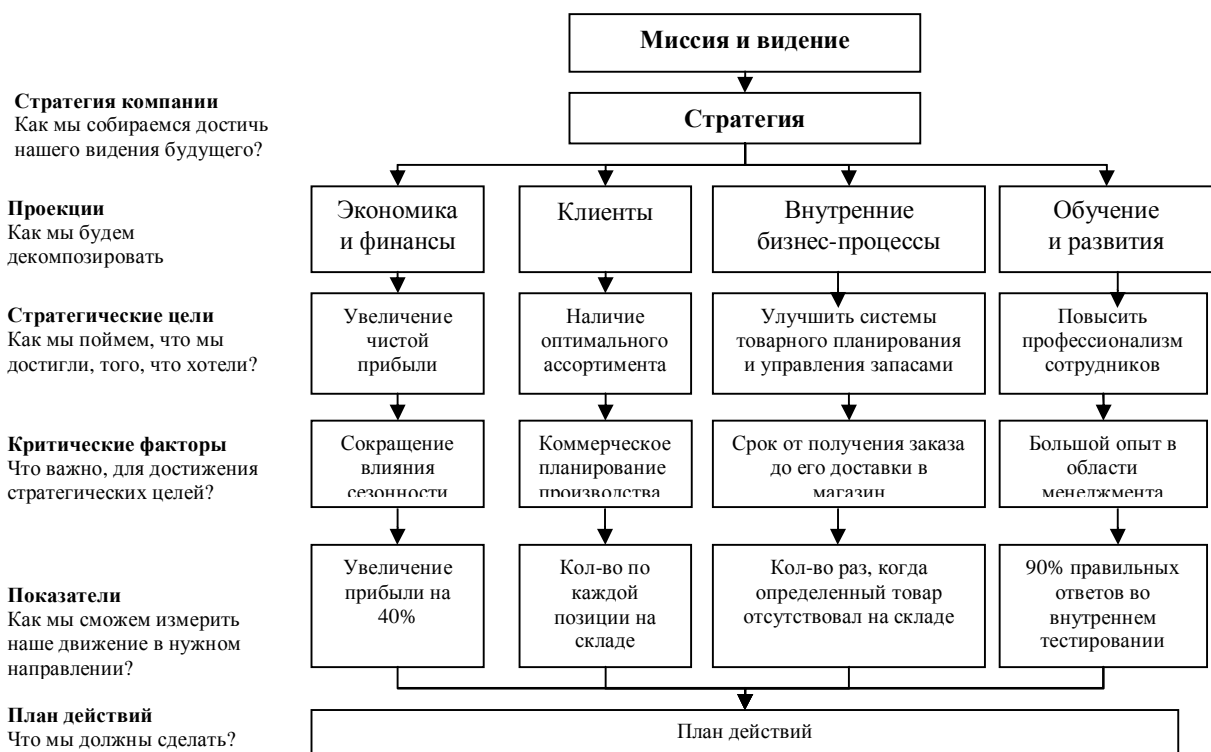 Миссия и видение
Стратегия компании
Как мы собираемся достичь
нашего видения будущего?
Стратегия
Проекции
Как мы будем
декомпозировать
Экономика
и финансы
Клиенты
Внутренние
бизнес-процессы
Обучение
и развития
Стратегические цели
Как мы поймем, что мы
достигли, того, что хотели?
Увеличение
чистой
прибыли
Наличие
оптимального
ассортимента
Улучшить системы
товарного планирования
и управления запасами
Повысить
профессионализм
сотрудников
Критические факторы
Что важно, для достижения
стратегических целей?
Сокращение
влияния
сезонности
Коммерческое
планирование
производства
Срок от получения заказа
до его доставки в
магазин
Большой опыт в
области
менеджмента
Показатели
Как мы сможем измерить
наше движение в нужном
направлении?
Увеличение
прибыли на
40%
Кол-во по
каждой
позиции на
складе
Кол-во раз, когда
определенный товар
отсутствовал на складе
90% правильных
ответов во
внутреннем
тестировании
План действий
Что мы должны сделать?
План действий